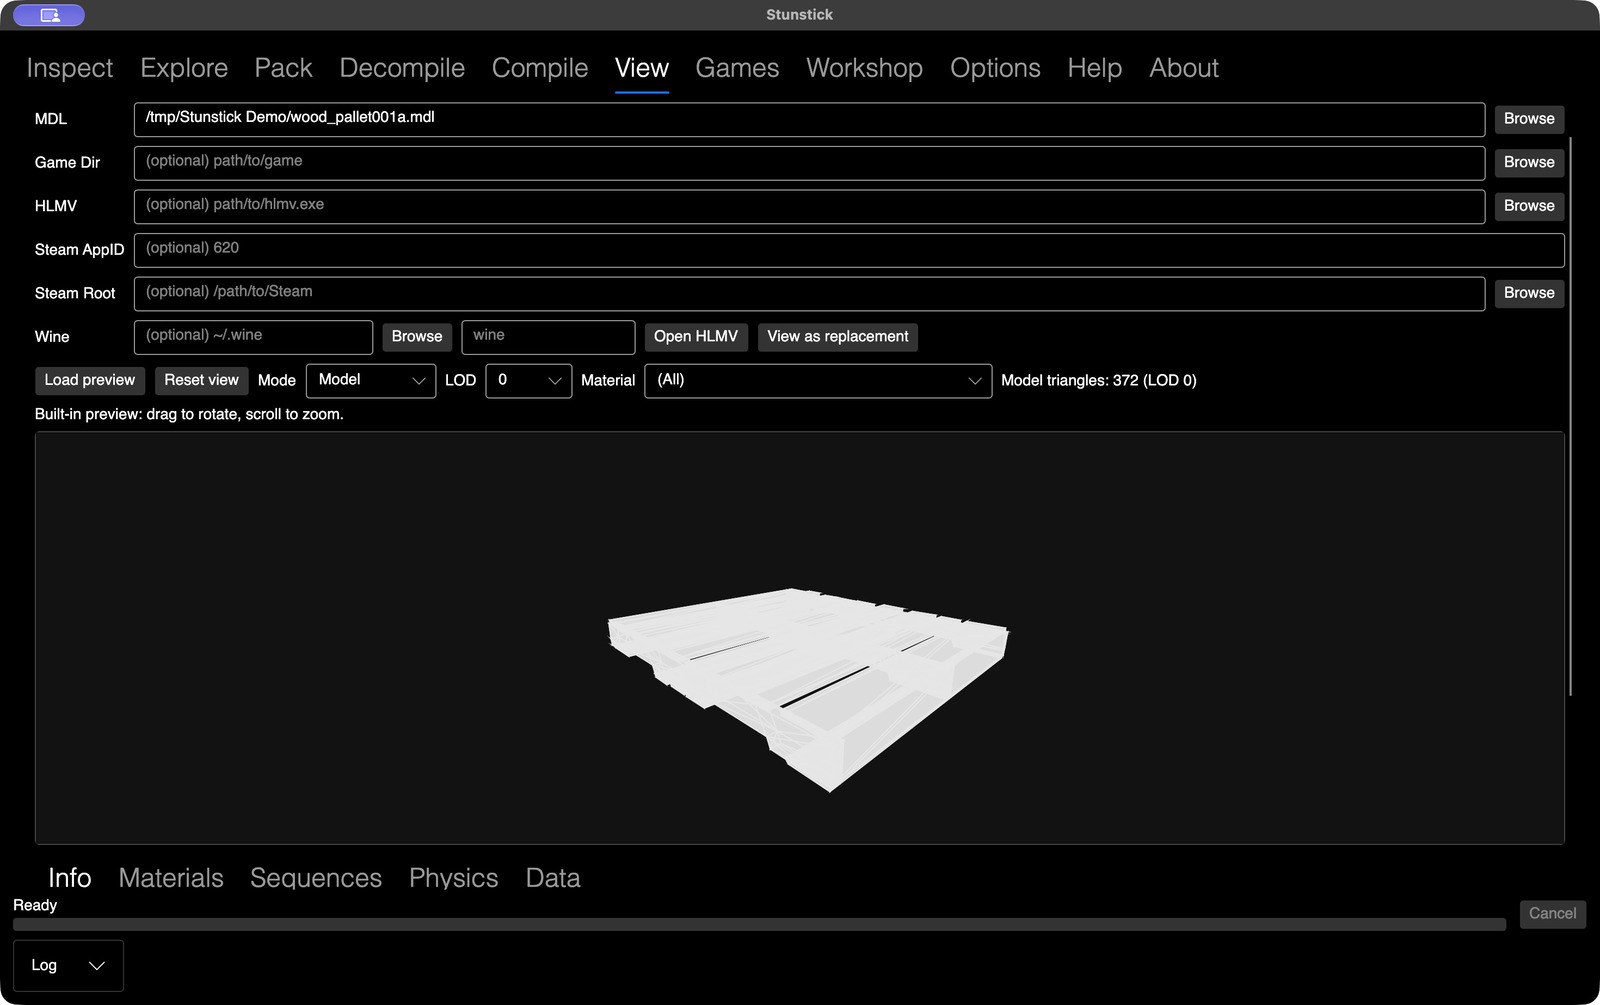 Stunstick
Inspect Explore Pack Decompile Compile View Games Workshop Options Help About
MDL /tmp/Stunstick Demo/wood_pallet001a.mdl Browse
Game Dir (optional) path/to/game Browse
HLMV (optional) path/to/hlmv.exe Browse
Steam AppID (optional) 620
Steam Root (optional) /path/to/Steam Browse
Wine (optional) ~/.wine Browse wine Open HLMV View as replacement
Load preview Reset view Mode Model LOD 0 Material (All) Model triangles: 372 (LOD 0)
Built-in preview: drag to rotate, scroll to zoom.
Info Materials Sequences Physics Data
Ready
Cancel
Log